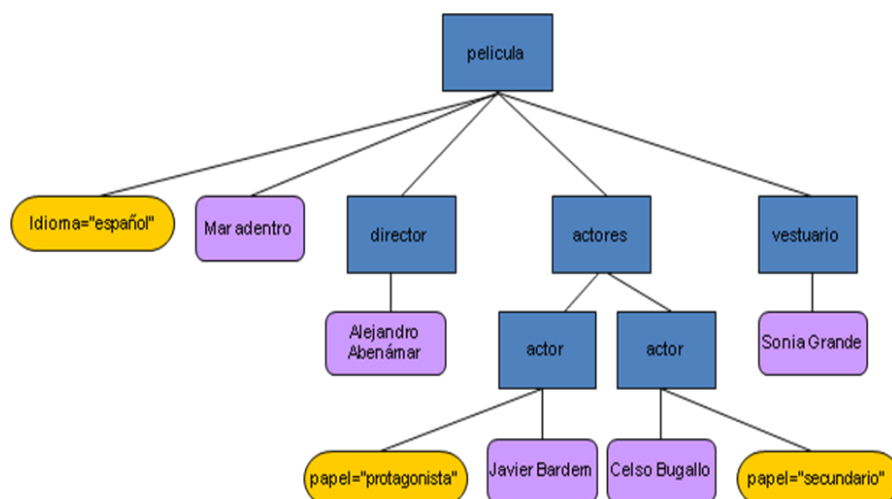 pelicula
Idioma="español"
Mar adentro
director
actores
vestuario
Alejandro
Abenámar
actor
actor
Sonia Grande
papel="protagonista"
Javier Bardem
Celso Bugallo
papel="secundario"